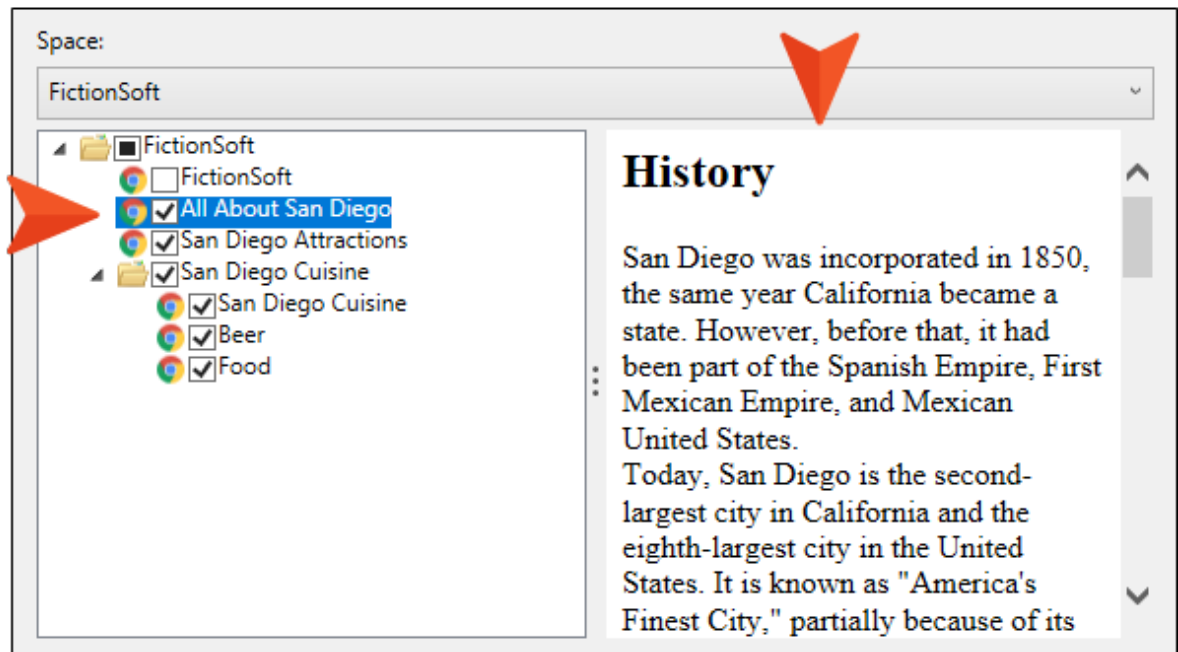 Space:
FictionSoft
FictionSoft
FictionSoft
All About San Diego
San Diego Attractions
San Diego Cuisine
San Diego Cuisine
Beer
Food
History
San Diego was incorporated in 1850,
the same year California became a
state. However, before that, it had
been part of the Spanish Empire, First
Mexican Empire, and Mexican
United States.
Today, San Diego is the second-
largest city in California and the
eighth-largest city in the United
States. It is known as "America's
Finest City," partially because of its